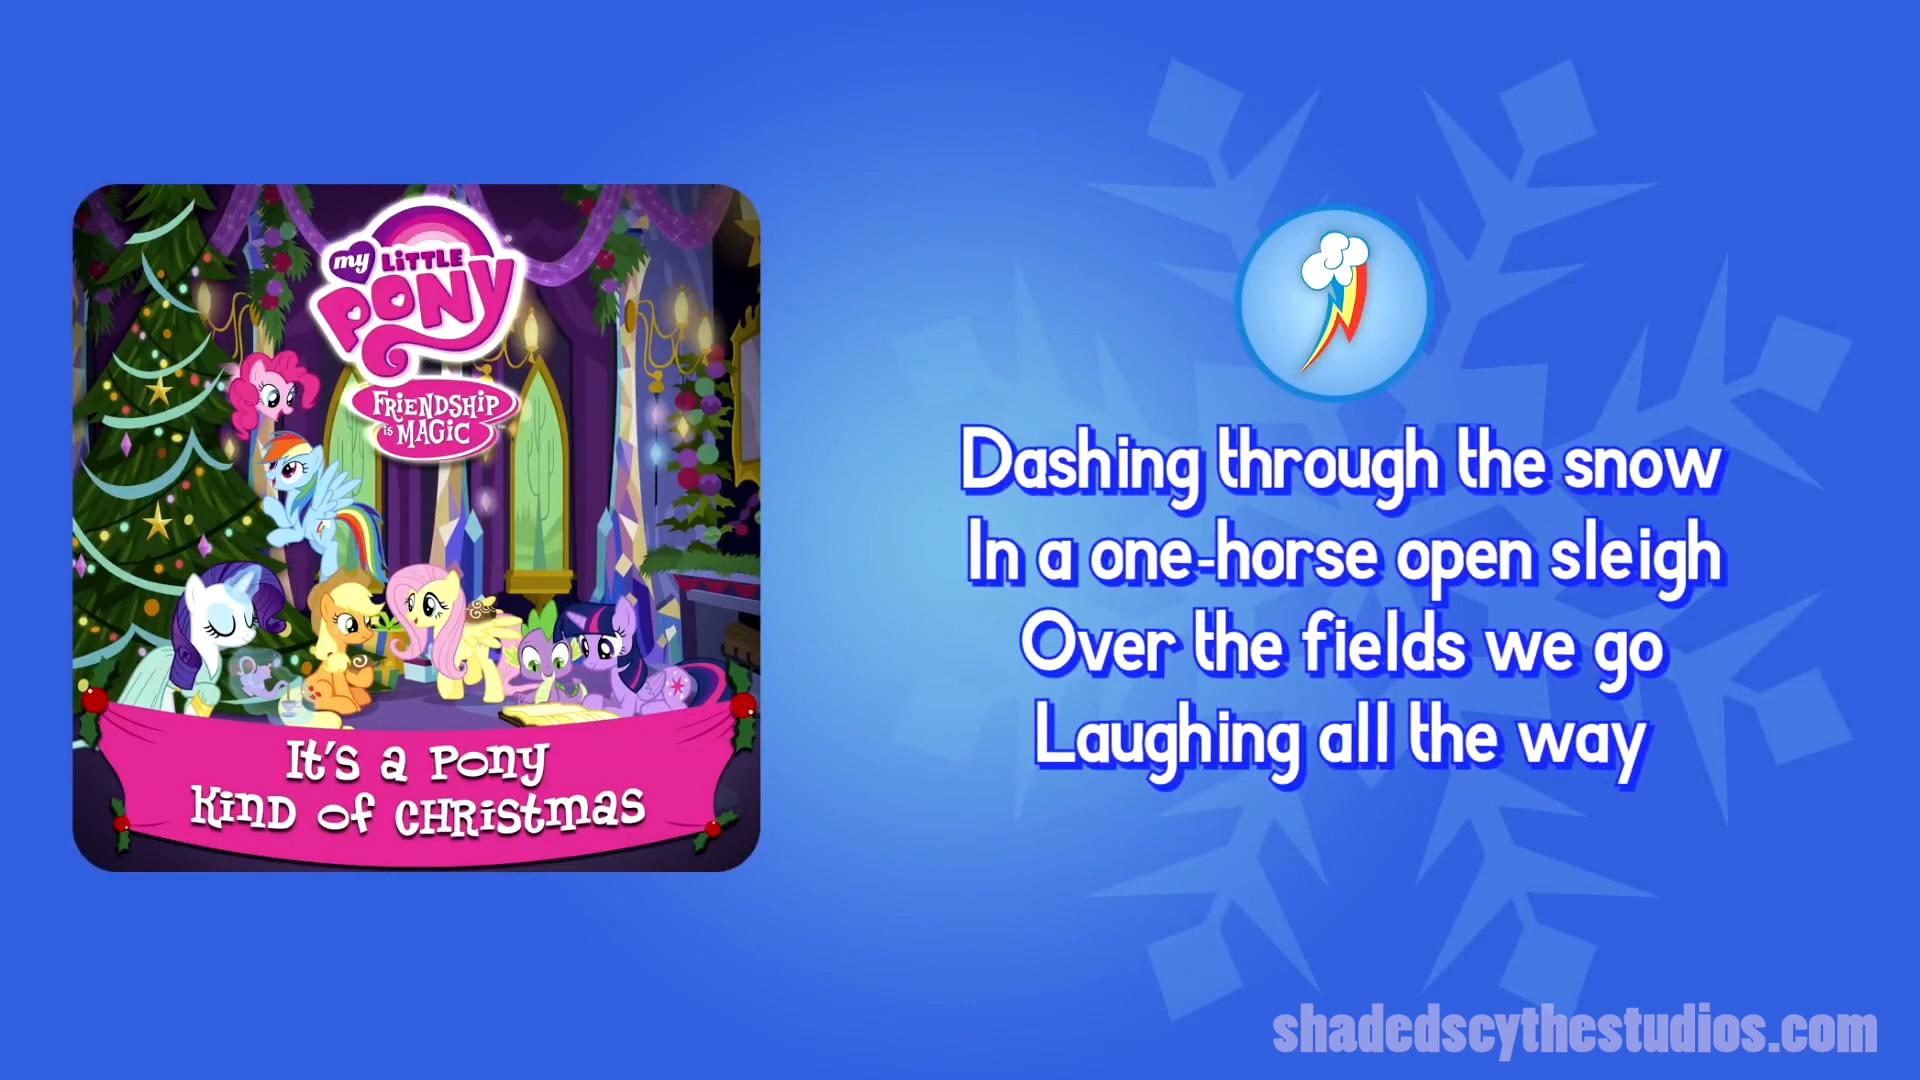 my LiTTLE
PONY
FRiENDSHiP
is MAGiC
It's a Pony
Kind of Christmas
Dashing through the snow
In a one-horse open sleigh
Over the fields we go
Laughing all the way
shadedscythestudios.com